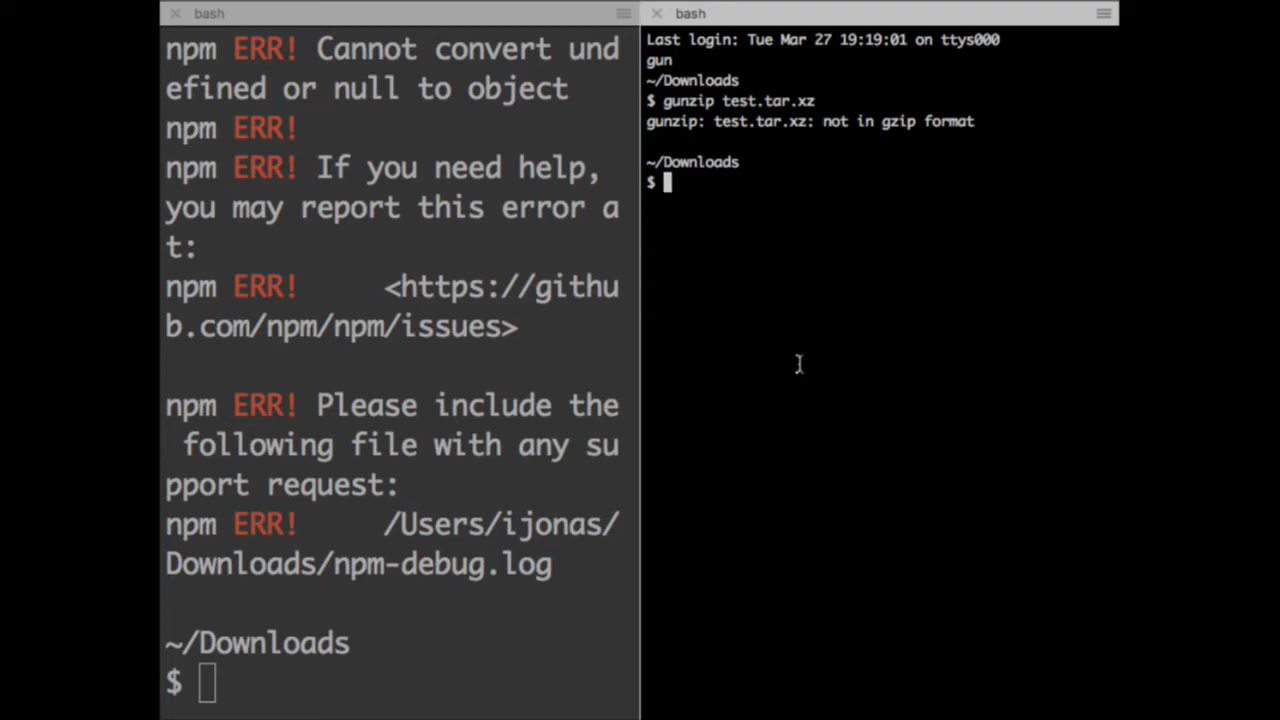 bash
npm ERR! Cannot convert und
efined or null to object
npm ERR!
npm ERR! If you need help,
you may report this error a
t:
npm ERR!     <https://githu
b.com/npm/npm/issues>
npm ERR! Please include the
 following file with any su
pport request:
npm ERR!     /Users/ijonas/
Downloads/npm-debug.log
~/Downloads
$
bash
Last login: Tue Mar 27 19:19:01 on ttys000
gun
~/Downloads
$ gunzip test.tar.xz
gunzip: test.tar.xz: not in gzip format
~/Downloads
$